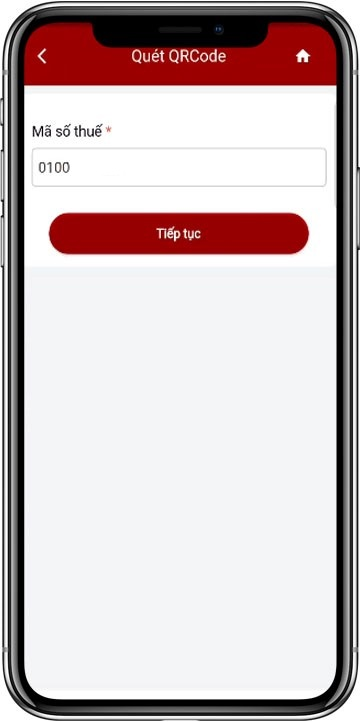 Quét QRCode
Mã số thuế *
0100
Tiếp tục